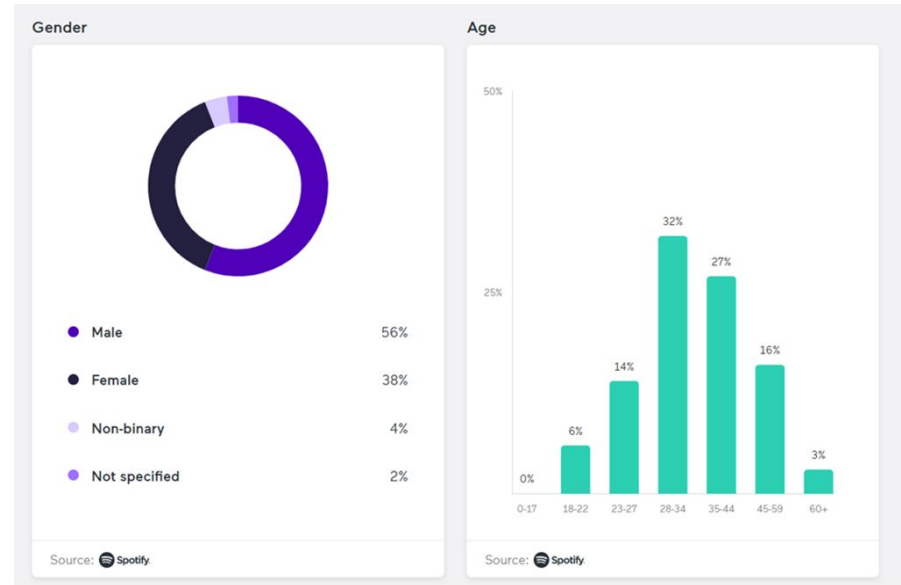 Gender
Male 56%
Female 38%
Non-binary 4%
Not specified 2%
Source: Spotify
Age
50%
25%
0%
6%
14%
32%
27%
16%
3%
0-17 18-22 23-27 28-34 35-44 45-59 60+
Source: Spotify